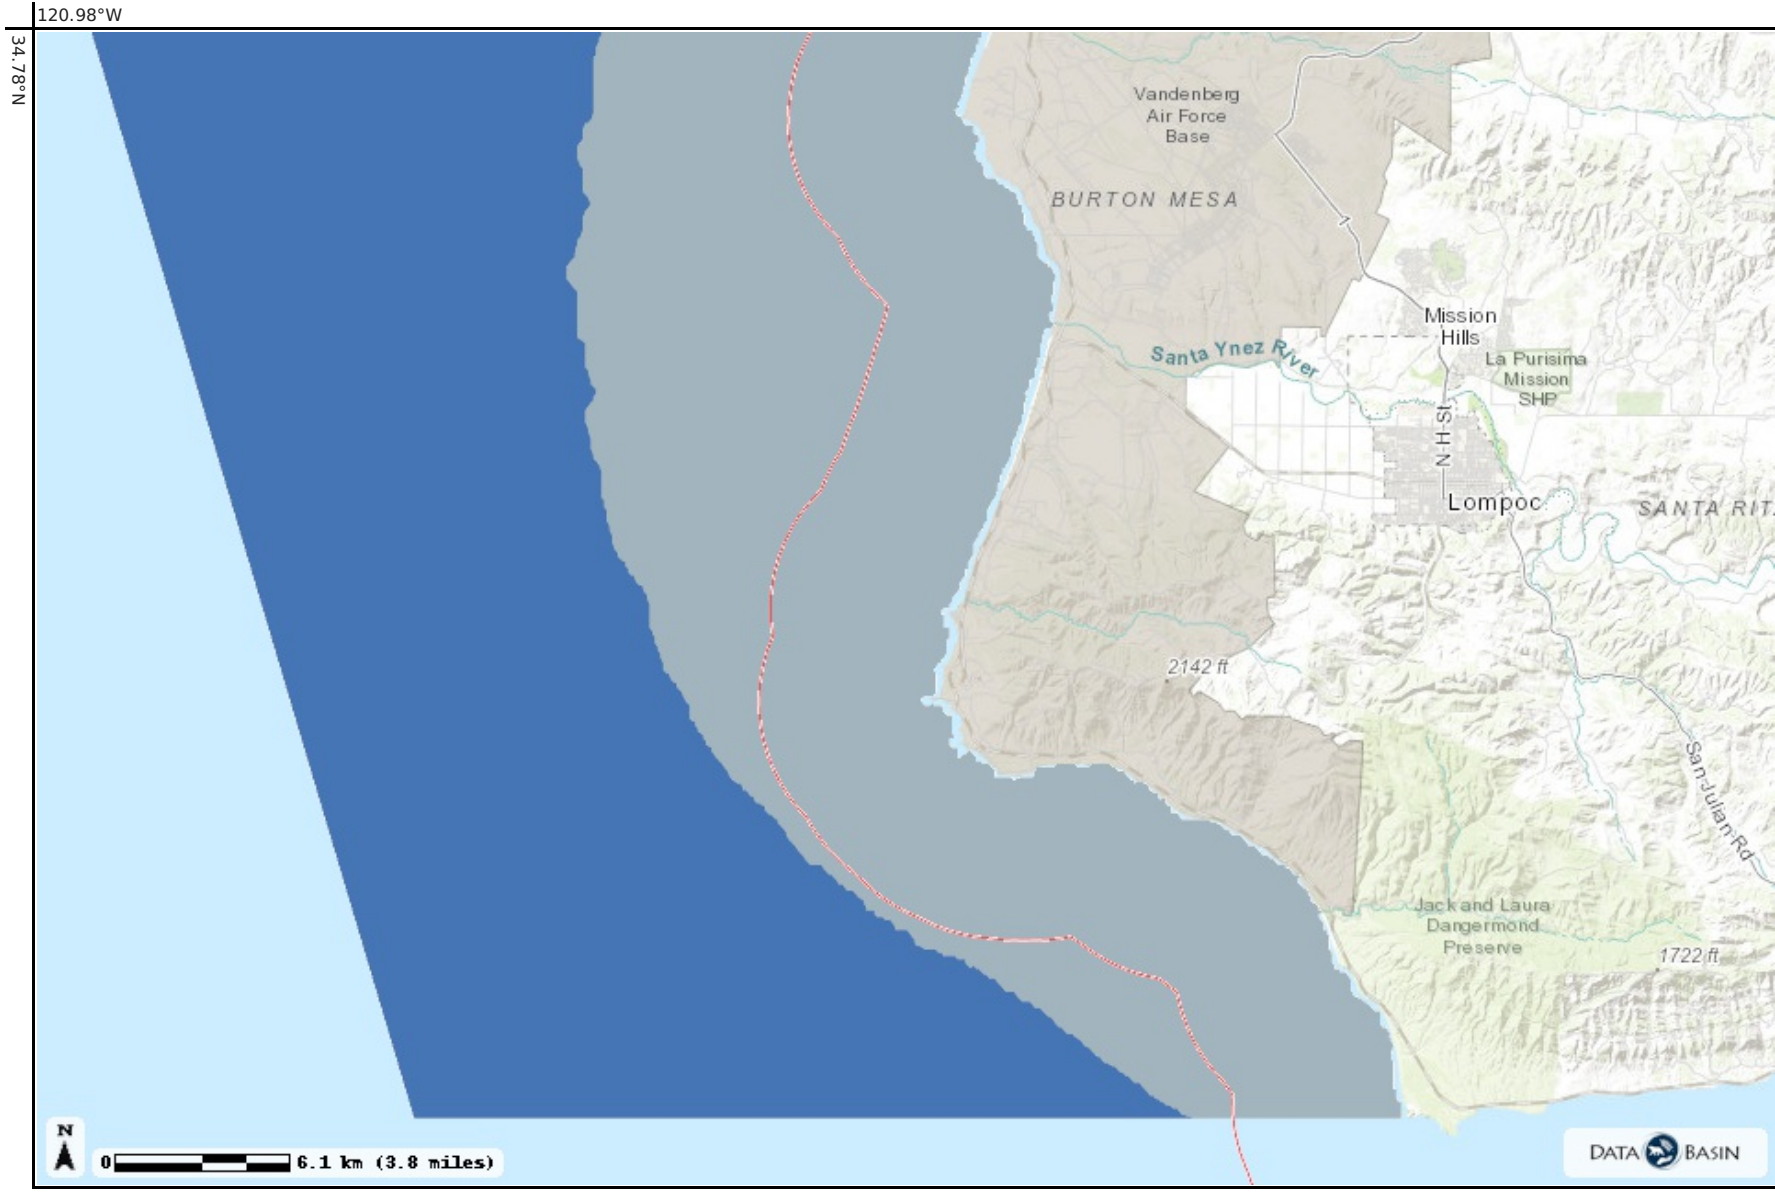 120.98°W
34.78°N
Vandenberg
Air Force
Base
BURTON MESA
1
Mission
Hills
Santa Ynez River
La Purisima
Mission
SHP
N-H-St
Lompoc
SANTA RIT
2142 ft
San-Julian-Rd
Jack and Laura
Dangermond
Preserve
1722 ft
N
0 6.1 km (3.8 miles)
DATA BASIN